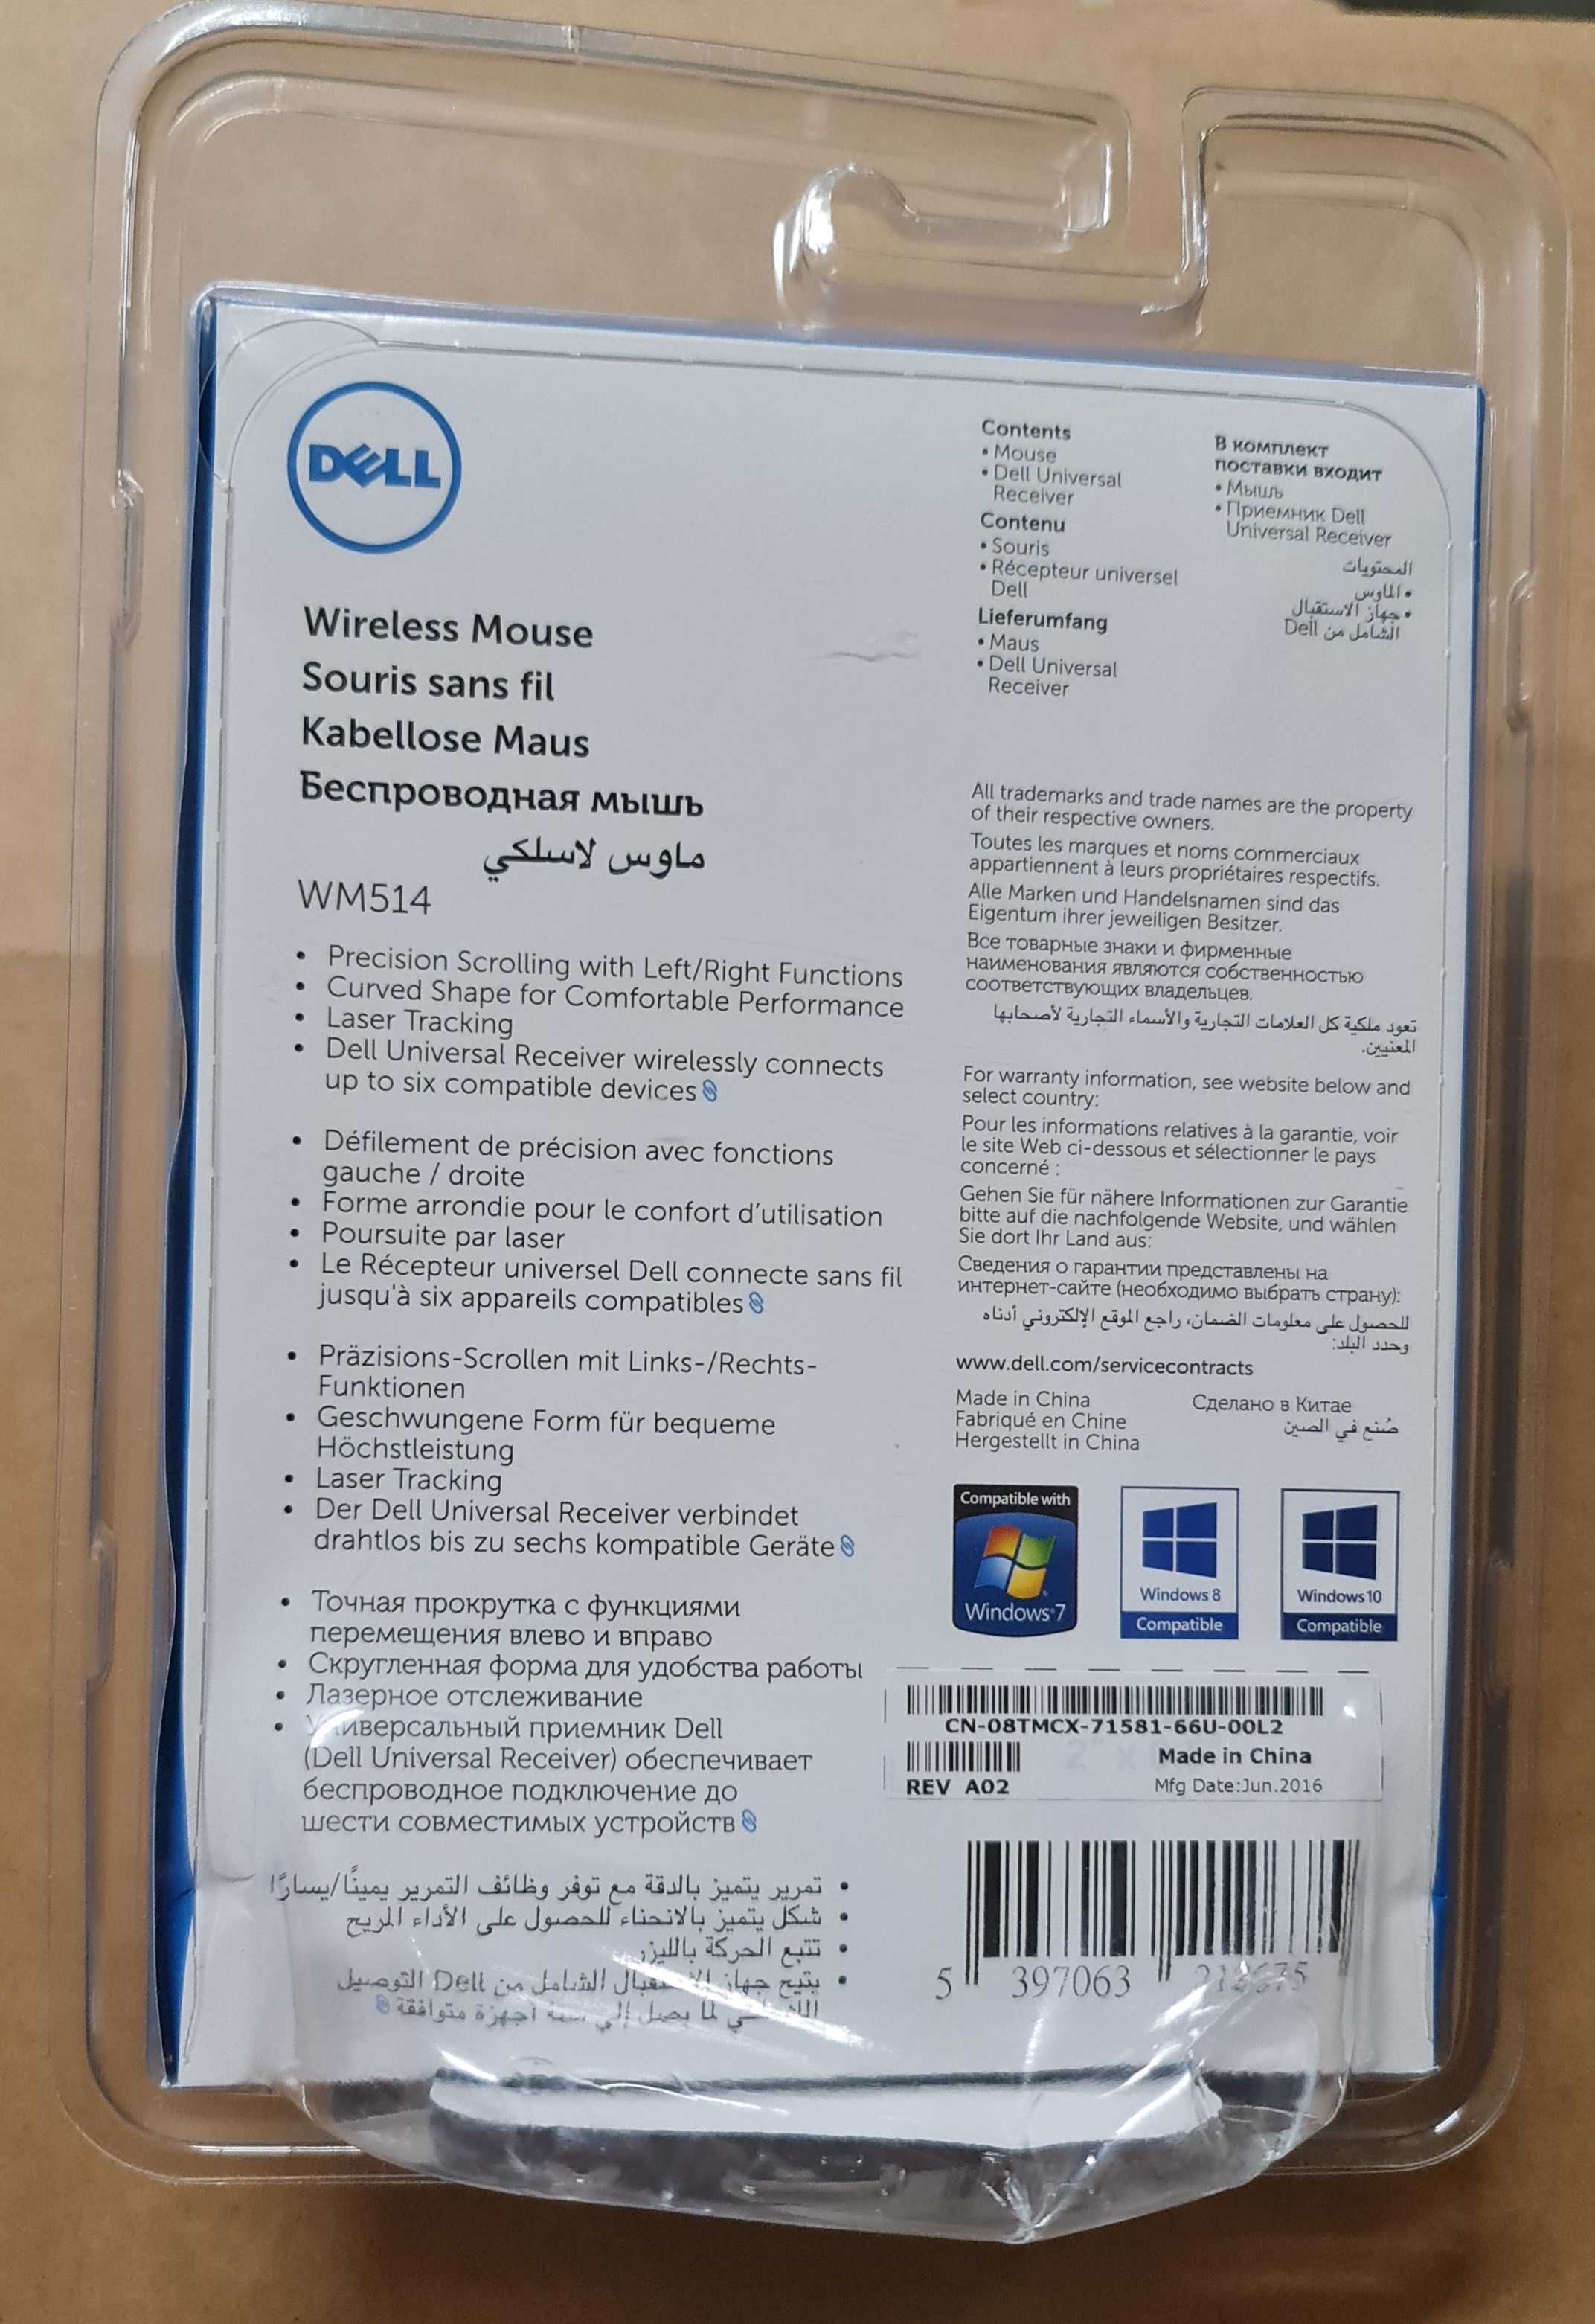 DELL
Wireless Mouse
Souris sans fil
Kabellose Maus
Беспроводная мышь
ماوس لاسلكي
WM514
• Precision Scrolling with Left/Right Functions
• Curved Shape for Comfortable Performance
• Laser Tracking
• Dell Universal Receiver wirelessly connects
up to six compatible devices
• Défilement de précision avec fonctions
gauche / droite
• Forme arrondie pour le confort d'utilisation
• Poursuite par laser
• Le Récepteur universel Dell connecte sans fil
jusqu'à six appareils compatibles
• Präzisions-Scrollen mit Links-/Rechts-
Funktionen
• Geschwungene Form für bequeme
Höchstleistung
• Laser Tracking
• Der Dell Universal Receiver verbindet
drahtlos bis zu sechs kompatible Geräte
• Точная прокрутка с функциями
перемещения влево и вправо
• Скругленная форма для удобства работы
• Лазерное отслеживание
• Универсальный приемник Dell
(Dell Universal Receiver) обеспечивает
беспроводное подключение до
шести совместимых устройств
• تمرير يتميز بالدقة مع توفر وظائف التمرير يمينًا/يسارًا
• شكل يتميز بالانحناء للحصول على الأداء المريح
• تتبع الحركة بالليزر
• يتيح جهاز الاستقبال الشامل من Dell التوصيل
لما يصل إلى أجهزة متوافقة
Contents
• Mouse
• Dell Universal
Receiver
Contenu
• Souris
• Récepteur universel
Dell
Lieferumfang
• Maus
• Dell Universal
Receiver
В комплект
поставки входит
• Мышь
• Приемник Dell
Universal Receiver
المحتويات
• الماوس
• جهاز الاستقبال
الشامل من Dell
All trademarks and trade names are the property
of their respective owners.
Toutes les marques et noms commerciaux
appartiennent à leurs propriétaires respectifs.
Alle Marken und Handelsnamen sind das
Eigentum ihrer jeweiligen Besitzer.
Все товарные знаки и фирменные
наименования являются собственностью
соответствующих владельцев.
تعود ملكية كل العلامات التجارية والأسماء التجارية لأصحابها
المعنيين.
For warranty information, see website below and
select country:
Pour les informations relatives à la garantie, voir
le site Web ci-dessous et sélectionner le pays
concerné :
Gehen Sie für nähere Informationen zur Garantie
bitte auf die nachfolgende Website, und wählen
Sie dort Ihr Land aus:
Сведения о гарантии представлены на
интернет-сайте (необходимо выбрать страну):
للحصول على معلومات الضمان، راجع الموقع الإلكتروني أدناه
وحدد البلد:
www.dell.com/servicecontracts
Made in China
Fabriqué en Chine
Hergestellt in China
Сделано в Китае
صُنع في الصين
Compatible with
Windows 7
Windows 8
Compatible
Windows 10
Compatible
CN-08TMCX-71581-66U-00L2
Made in China
REV A02
Mfg Date:Jun.2016
5 397063